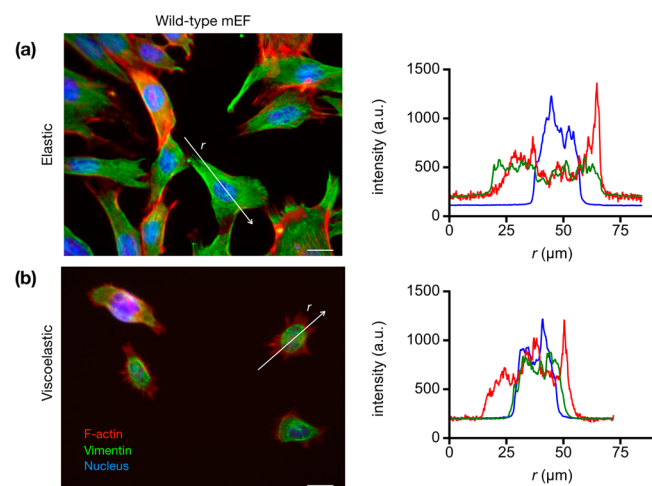 Wild-type mEF
(a)
Elastic
r
intensity (a.u.)
1500
1000
500
0
0 25 50 75
r (µm)
(b)
Viscoelastic
r
F-actin
Vimentin
Nucleus
intensity (a.u.)
1500
1000
500
0
0 25 50 75
r (µm)